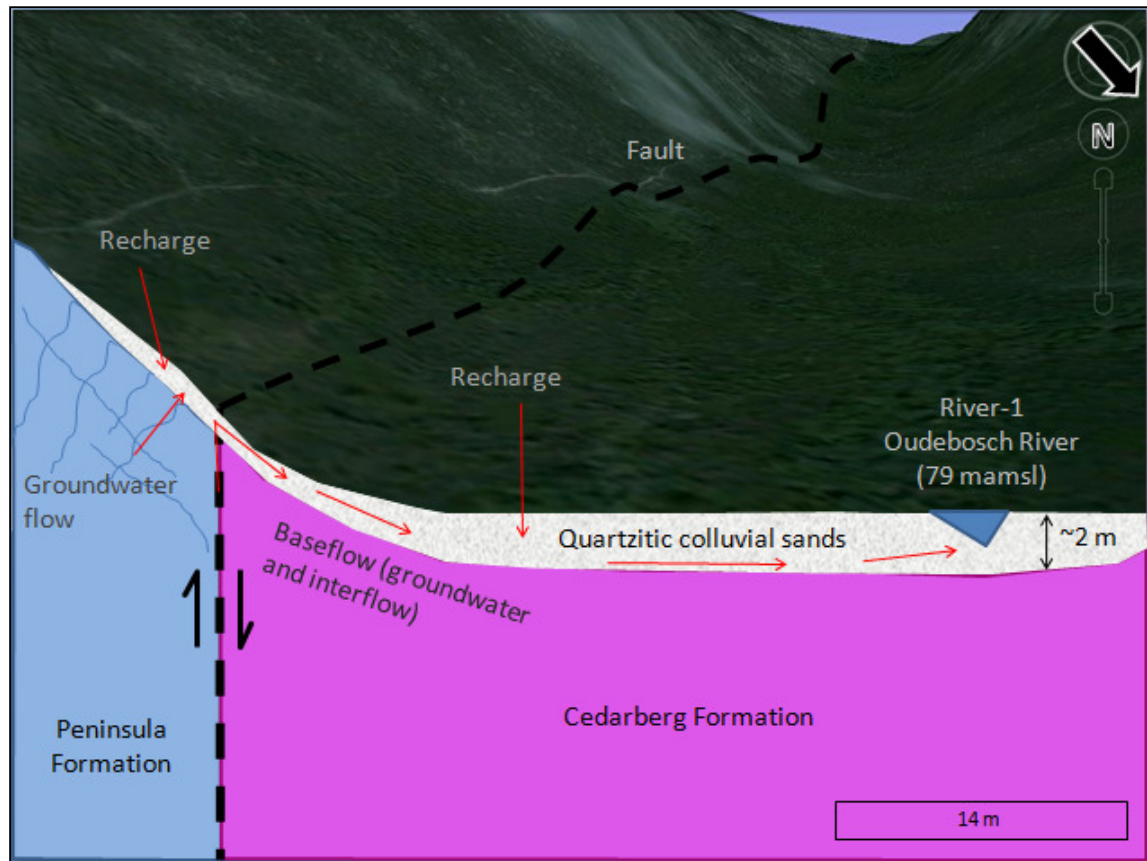 Fault
N
Recharge
Recharge
River-1
Oudebosch River
(79 mamsl)
Groundwater
flow
Quartzitic colluvial sands
~2 m
Baseflow (groundwater
and interflow)
Cedarberg Formation
Peninsula
Formation
14 m